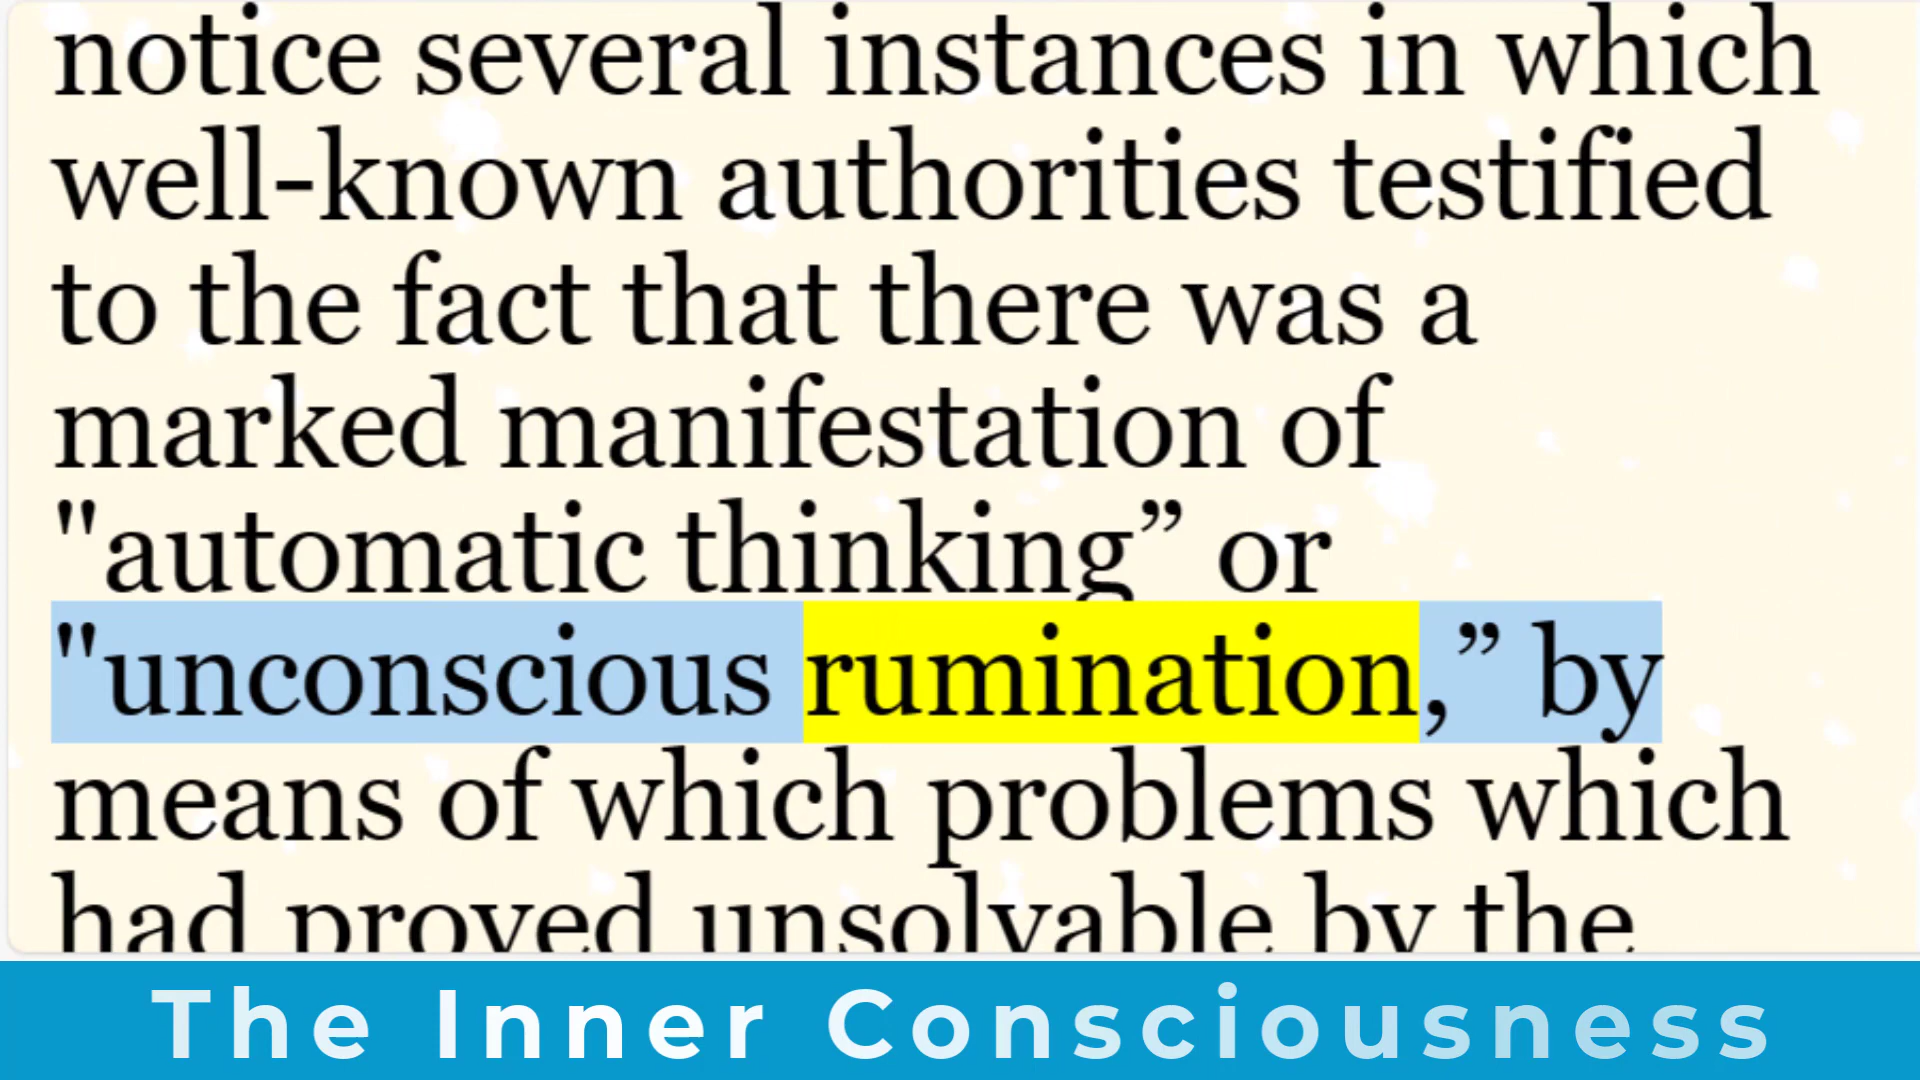 notice several instances in which
well-known authorities testified
to the fact that there was a
marked manifestation of
"automatic thinking” or
"unconscious rumination,” by
means of which problems which
had proved unsolvable by the
The Inner Consciousness